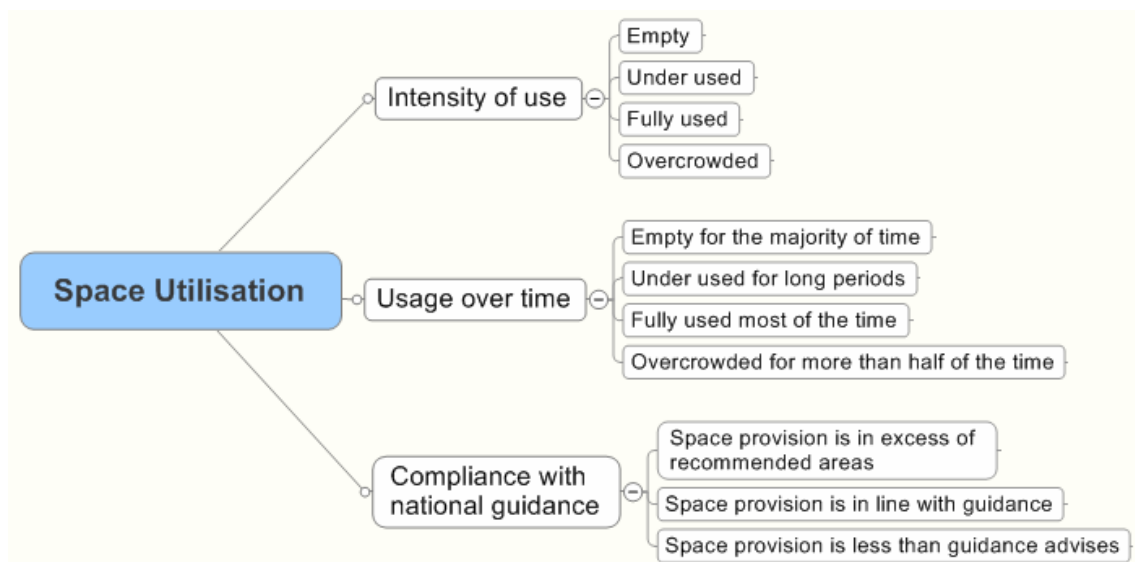 Space Utilisation
Intensity of use
Empty
Under used
Fully used
Overcrowded
Usage over time
Empty for the majority of time
Under used for long periods
Fully used most of the time
Overcrowded for more than half of the time
Compliance with
national guidance
Space provision is in excess of
recommended areas
Space provision is in line with guidance
Space provision is less than guidance advises